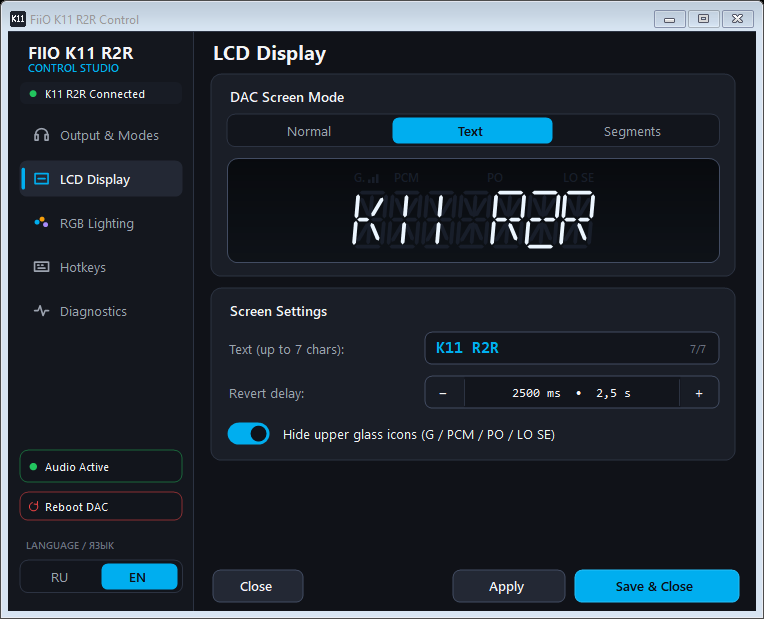 K11 FiiO K11 R2R Control
FIIO K11 R2R
CONTROL STUDIO
K11 R2R Connected
Output & Modes
LCD Display
RGB Lighting
Hotkeys
Diagnostics
Audio Active
Reboot DAC
LANGUAGE / ЯЗЫК
RU EN
LCD Display
DAC Screen Mode
Normal Text Segments
G. PCM PO LO SE
K11 R2R
Screen Settings
Text (up to 7 chars): K11 R2R 7/7
Revert delay: − 2500 ms • 2,5 s +
Hide upper glass icons (G / PCM / PO / LO SE)
Close Apply Save & Close